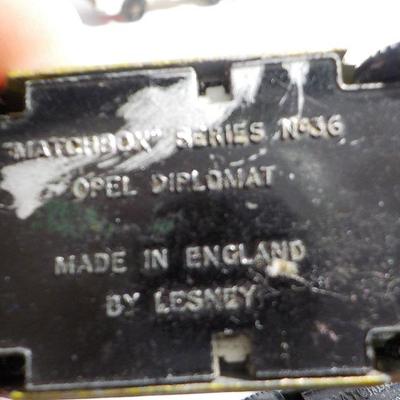 "MATCHBOX" SERIES Nº36
OPEL DIPLOMAT
MADE IN ENGLAND
BY LESNEY